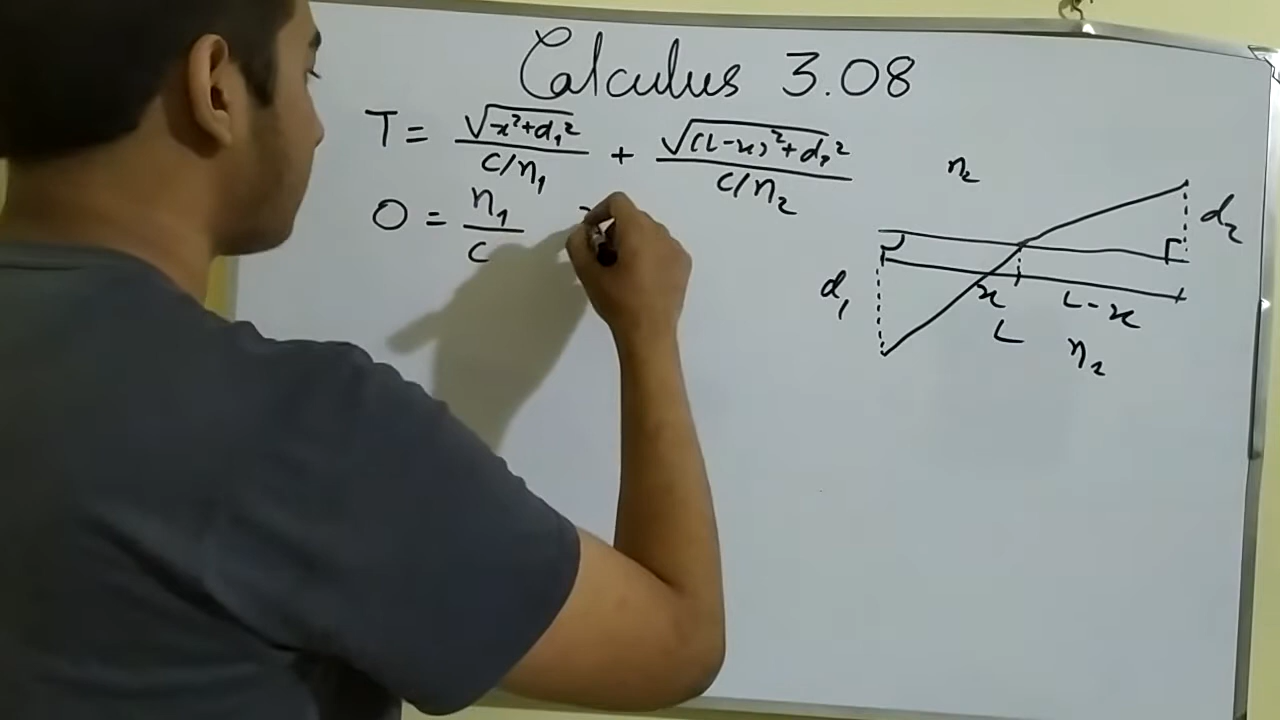 Calculus 3.08
T = √x²+d₁² / c/n₁ + √(L-x)²+d₂² / c/n₂
0 = n₁ / c
n₂
d₂
d₁
x
L-x
L
n₂